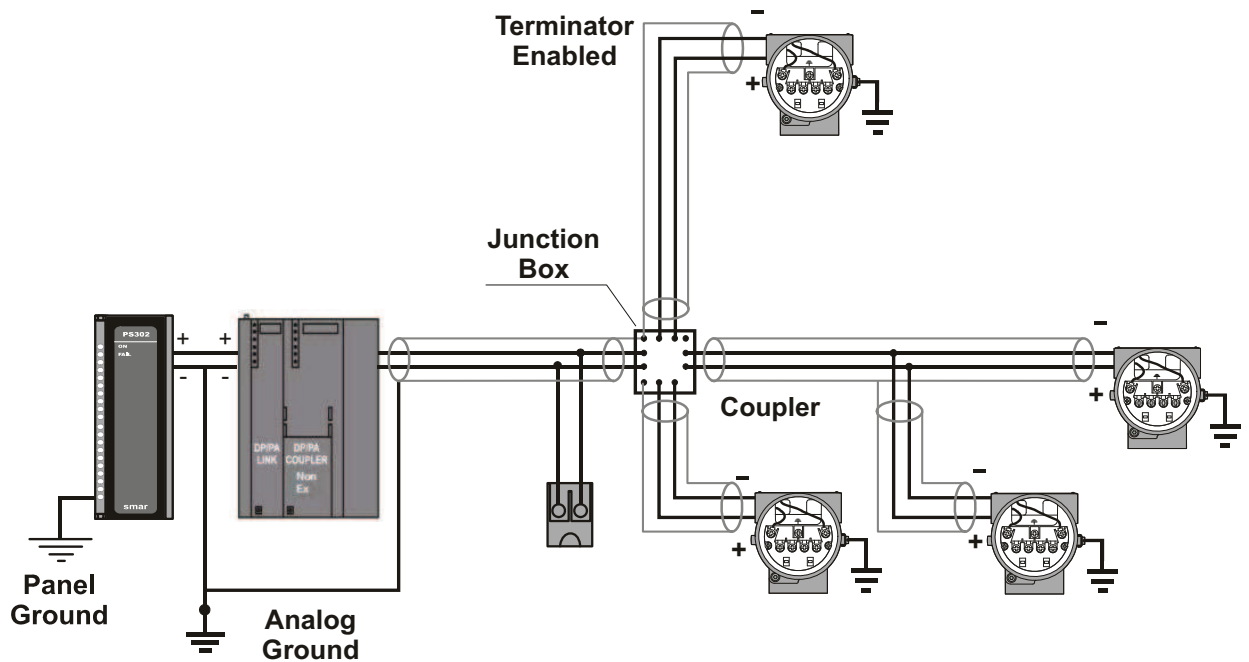 Terminator
Enabled
-
+
Junction
Box
PS302
ON
FAIL
+ +
- -
DP/PA
LINK
DP/PA
COUPLER
Non
Ex
smar
Coupler
-
+
-
+
-
+
Panel
Ground
Analog
Ground